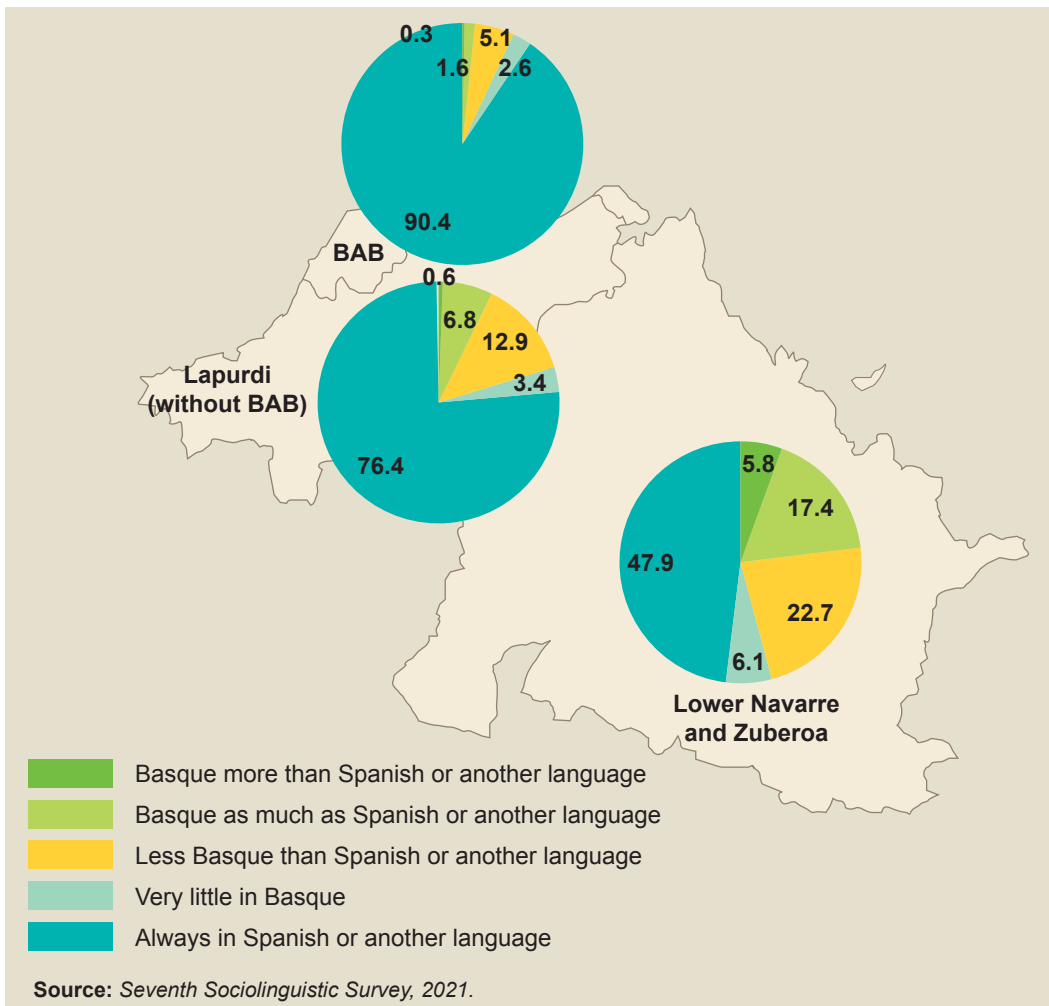 0.3
5.1
1.6
2.6
90.4
BAB
0.6
6.8
12.9
3.4
Lapurdi
(without BAB)
76.4
5.8
17.4
47.9
22.7
6.1
Lower Navarre
and Zuberoa
Basque more than Spanish or another language
Basque as much as Spanish or another language
Less Basque than Spanish or another language
Very little in Basque
Always in Spanish or another language
Source: Seventh Sociolinguistic Survey, 2021.